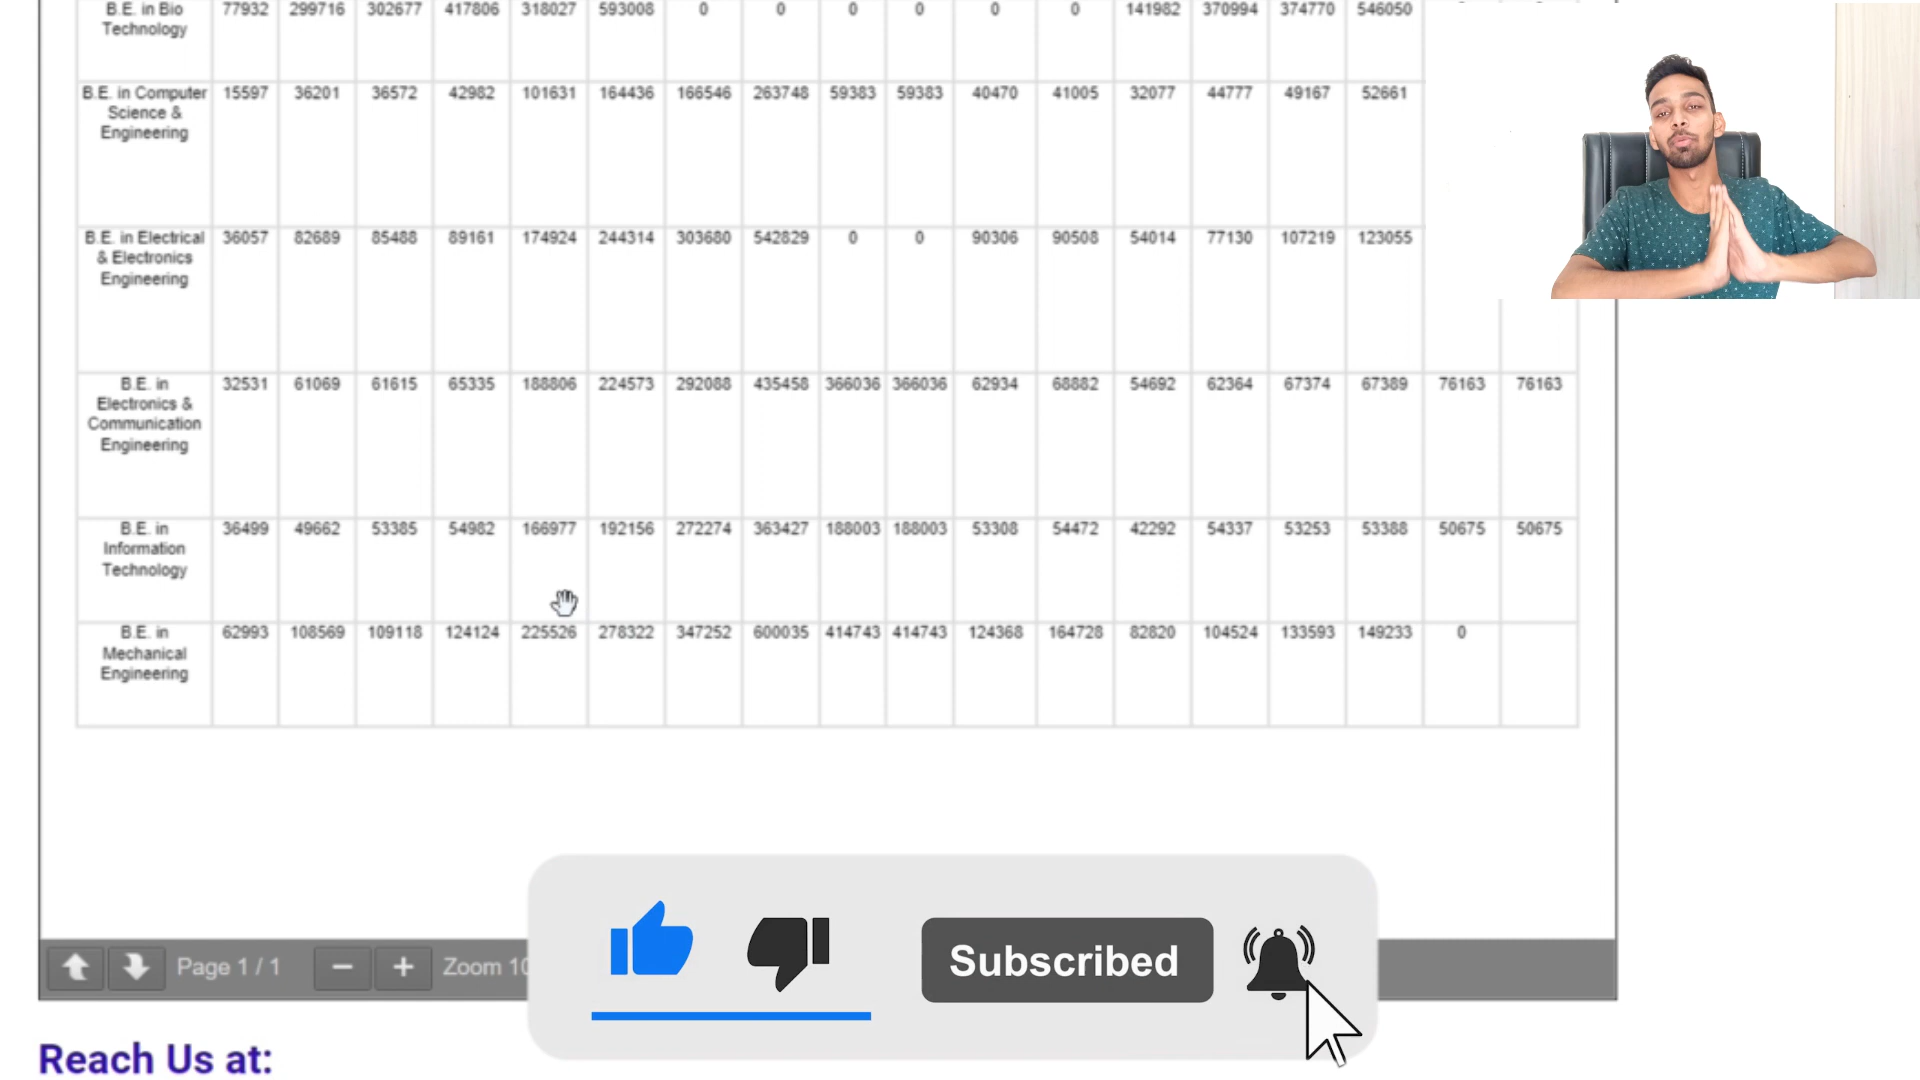 B.E. in Bio Technology 77932 299716 302677 417806 318027 593008 0 0 0 0 0 0 141982 370994 374770 546050
B.E. in Computer Science & Engineering 15597 36201 36572 42982 101631 164436 166546 263748 59383 59383 40470 41005 32077 44777 49167 52661
B.E. in Electrical & Electronics Engineering 36057 82689 85488 89161 174924 244314 303680 542829 0 0 90306 90508 54014 77130 107219 123055
B.E. in Electronics & Communication Engineering 32531 61069 61615 65335 188806 224573 292088 435458 366036 366036 62934 68882 54692 62364 67374 67389 76163 76163
B.E. in Information Technology 36499 49662 53385 54982 166977 192156 272274 363427 188003 188003 53308 54472 42292 54337 53253 53388 50675 50675
B.E. in Mechanical Engineering 62993 108569 109118 124124 225526 278322 347252 600035 414743 414743 124368 164728 82820 104524 133593 149233 0
Page 1 / 1 − + Zoom
Subscribed
Reach Us at: